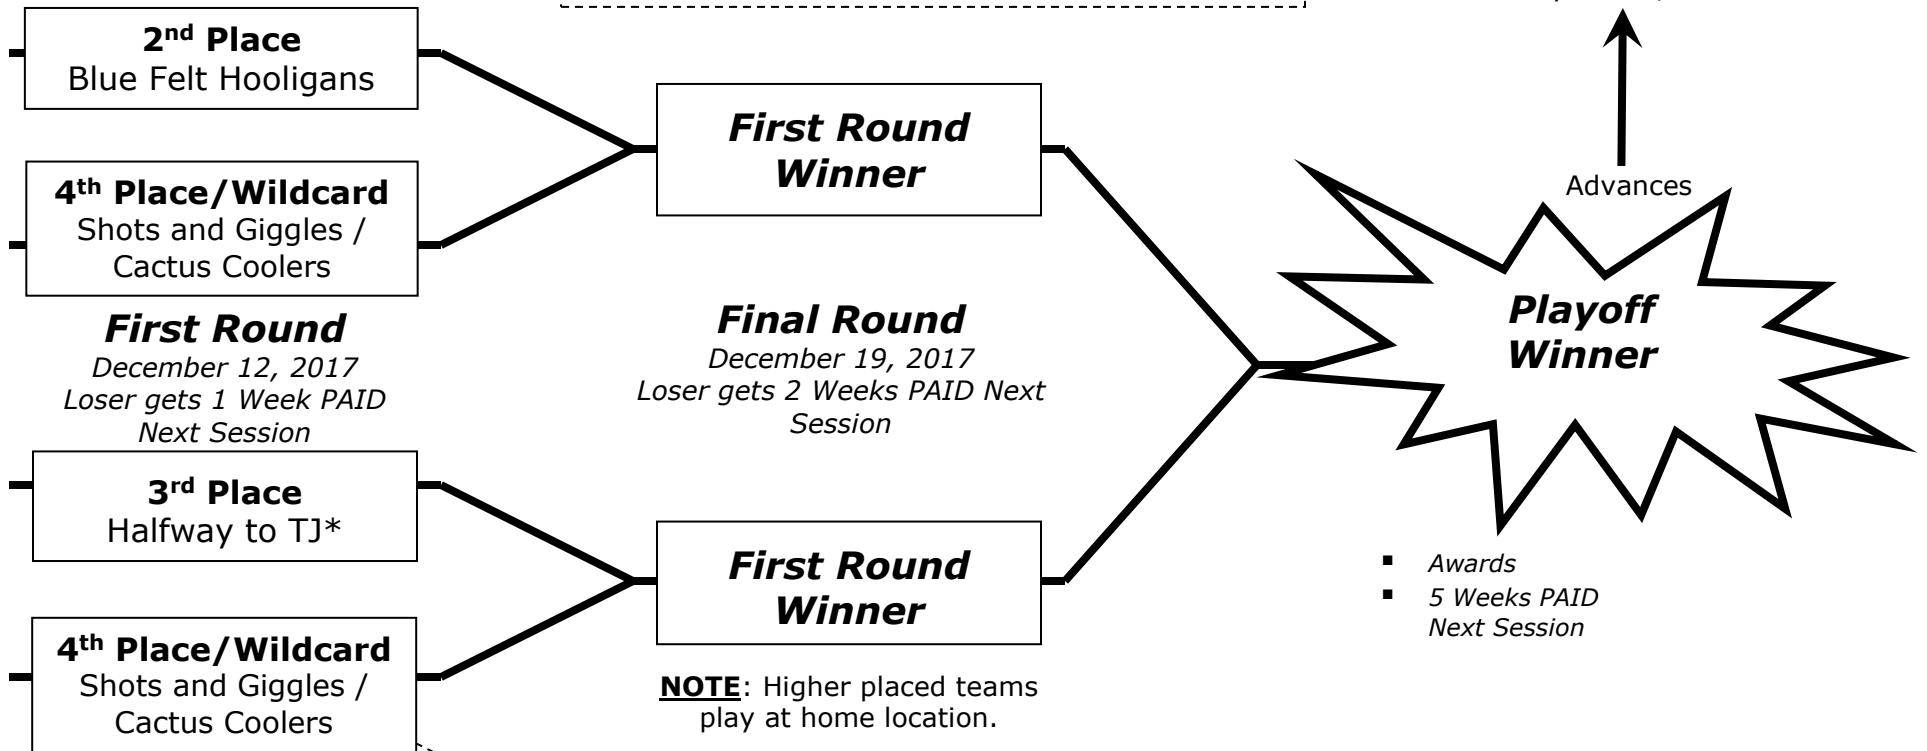 2nd Place
Blue Felt Hooligans
4th Place/Wildcard
Shots and Giggles /
Cactus Coolers
First Round
December 12, 2017
Loser gets 1 Week PAID
Next Session
3rd Place
Halfway to TJ*
4th Place/Wildcard
Shots and Giggles /
Cactus Coolers
First Round
Winner
Final Round
December 19, 2017
Loser gets 2 Weeks PAID Next
Session
First Round
Winner
NOTE: Higher placed teams
play at home location.
Advances
Playoff
Winner
▪ Awards
▪ 5 Weeks PAID
Next Session